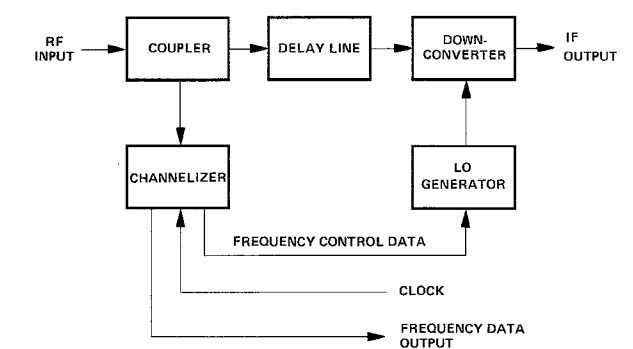 RF
INPUT
COUPLER
DELAY LINE
DOWN-
CONVERTER
IF
OUTPUT
CHANNELIZER
LO
GENERATOR
FREQUENCY CONTROL DATA
CLOCK
FREQUENCY DATA
OUTPUT